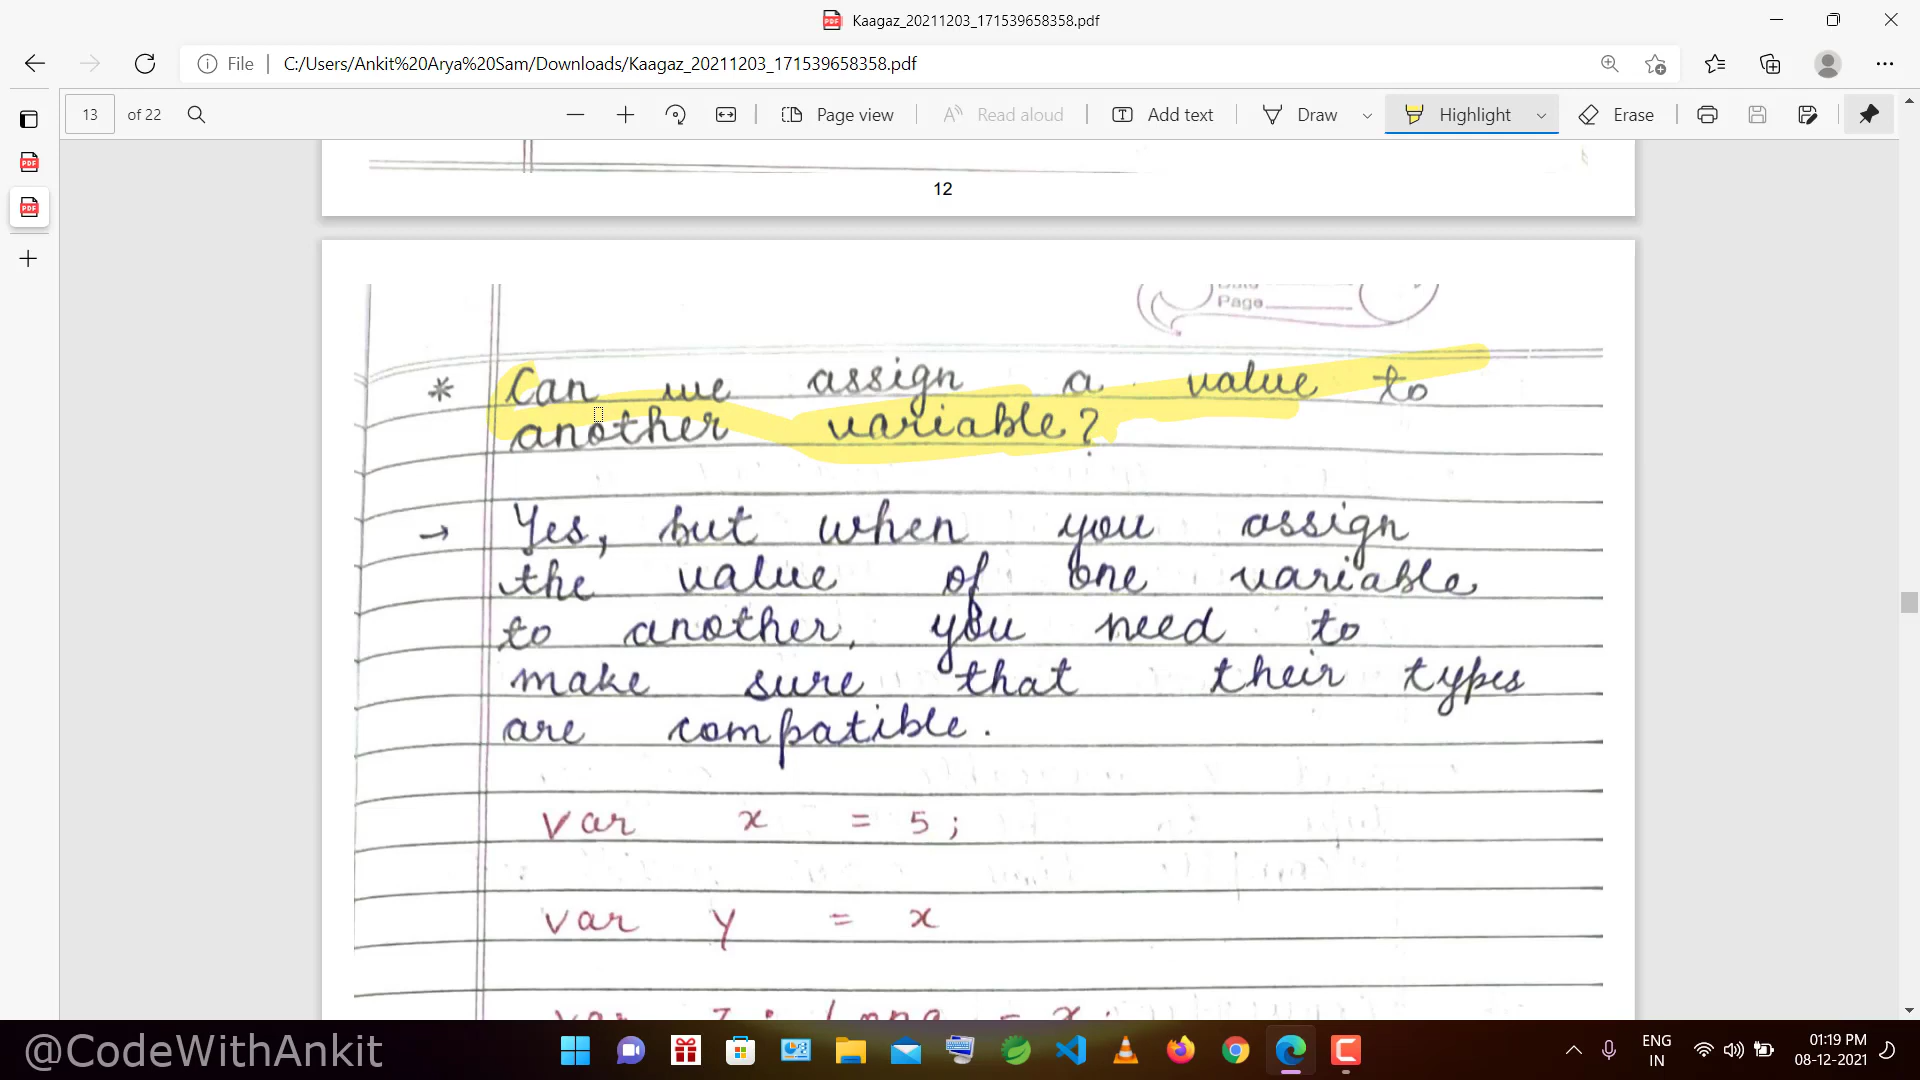 Kaagaz_20211203_171539658358.pdf
File
C:/Users/Ankit%20Arya%20Sam/Downloads/Kaagaz_20211203_171539658358.pdf
13 of 22
Page view
Read aloud
Add text
Draw
Highlight
Erase
12
Page
* Can we assign a value to
another variable?
→ Yes, but when you assign
the value of one variable
to another, you need to
make sure that their types
are compatible.
var x = 5;
var y = x
var z : Long = x;
@CodeWithAnkit
ENG
IN
01:19 PM
08-12-2021